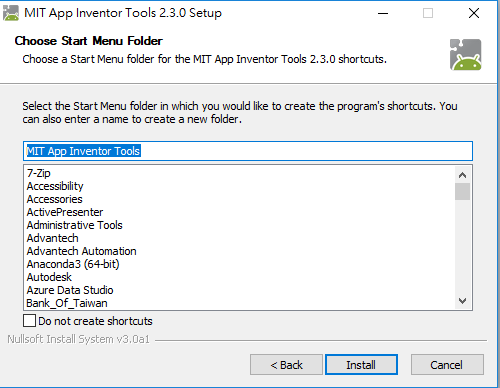 MIT App Inventor Tools 2.3.0 Setup
Choose Start Menu Folder
Choose a Start Menu folder for the MIT App Inventor Tools 2.3.0 shortcuts.
Select the Start Menu folder in which you would like to create the program's shortcuts. You
can also enter a name to create a new folder.
MIT App Inventor Tools
7-Zip
Accessibility
Accessories
ActivePresenter
Administrative Tools
Advantech
Advantech Automation
Anaconda3 (64-bit)
Autodesk
Azure Data Studio
Bank_Of_Taiwan
Do not create shortcuts
Nullsoft Install System v3.0a1
< Back Install Cancel